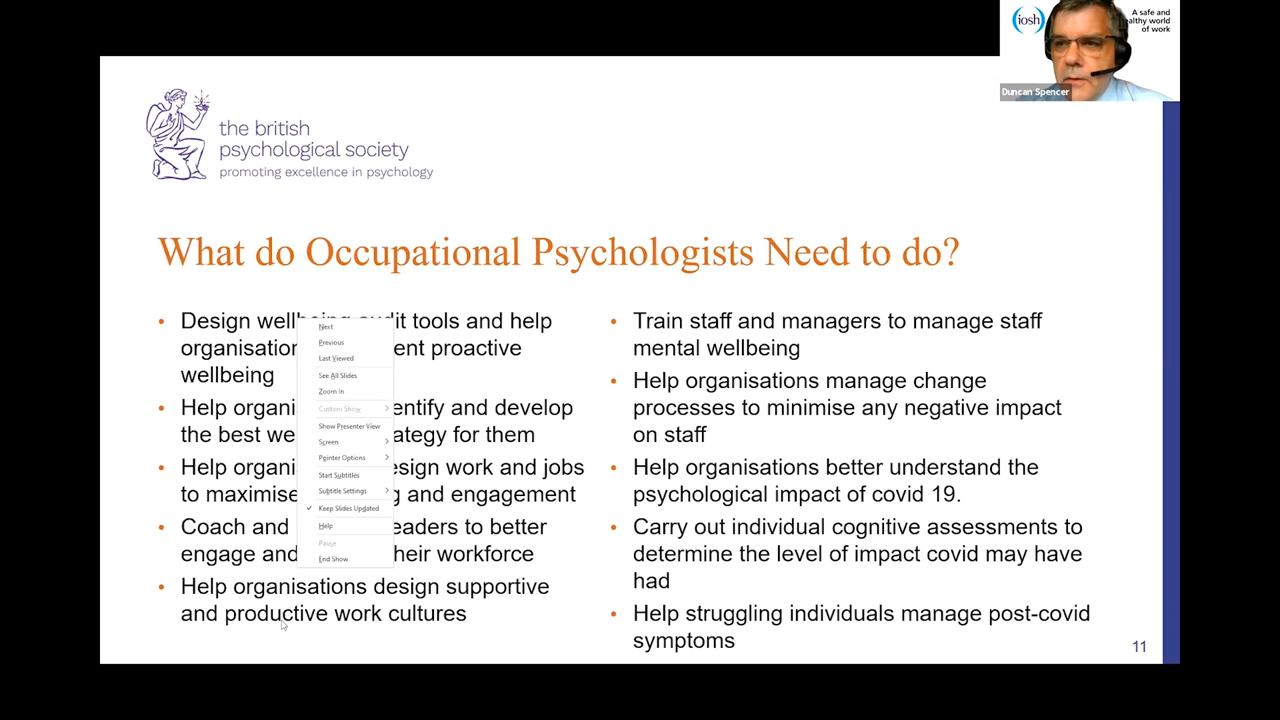 iosh
A safe and
althy world
of work
Duncan Spencer
the british
psychological society
promoting excellence in psychology
What do Occupational Psychologists Need to do?
• Design wellbeing audit tools and help
organisation ent proactive
wellbeing
• Help organi entify and develop
the best we ategy for them
• Help organi esign work and jobs
to maximise g and engagement
• Coach and eaders to better
engage and heir workforce
• Help organisations design supportive
and productive work cultures
Next
Previous
Last Viewed
See All Slides
Zoom In
Custom Show
Show Presenter View
Screen
Pointer Options
Start Subtitles
Subtitle Settings
Keep Slides Updated
Help
Pause
End Show
• Train staff and managers to manage staff
mental wellbeing
• Help organisations manage change
processes to minimise any negative impact
on staff
• Help organisations better understand the
psychological impact of covid 19.
• Carry out individual cognitive assessments to
determine the level of impact covid may have
had
• Help struggling individuals manage post-covid
symptoms
11